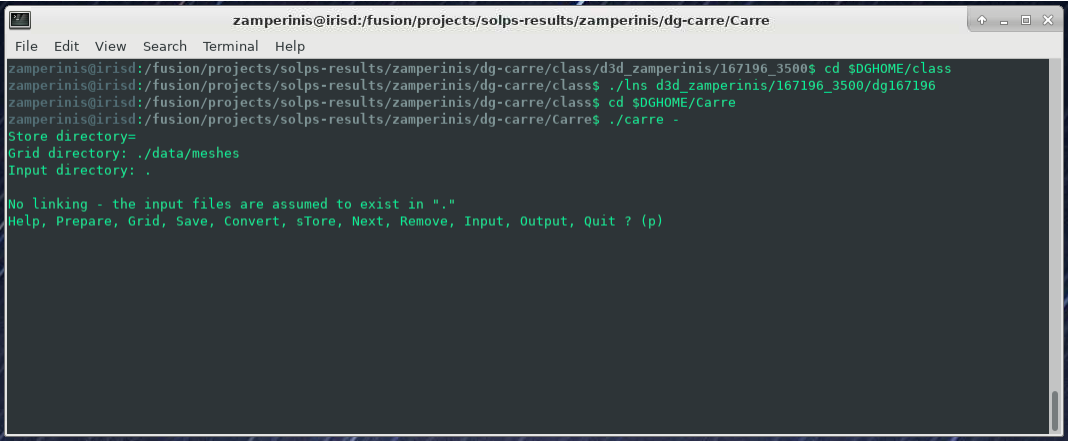 zamperinis@irisd:/fusion/projects/solps-results/zamperinis/dg-carre/Carre
File Edit View Search Terminal Help
zamperinis@irisd:/fusion/projects/solps-results/zamperinis/dg-carre/class/d3d_zamperinis/167196_3500$ cd $DGHOME/class
zamperinis@irisd:/fusion/projects/solps-results/zamperinis/dg-carre/class$ ./lns d3d_zamperinis/167196_3500/dg167196
zamperinis@irisd:/fusion/projects/solps-results/zamperinis/dg-carre/class$ cd $DGHOME/Carre
zamperinis@irisd:/fusion/projects/solps-results/zamperinis/dg-carre/Carre$ ./carre -
Store directory=
Grid directory: ./data/meshes
Input directory: .
No linking - the input files are assumed to exist in "."
Help, Prepare, Grid, Save, Convert, sTore, Next, Remove, Input, Output, Quit ? (p)